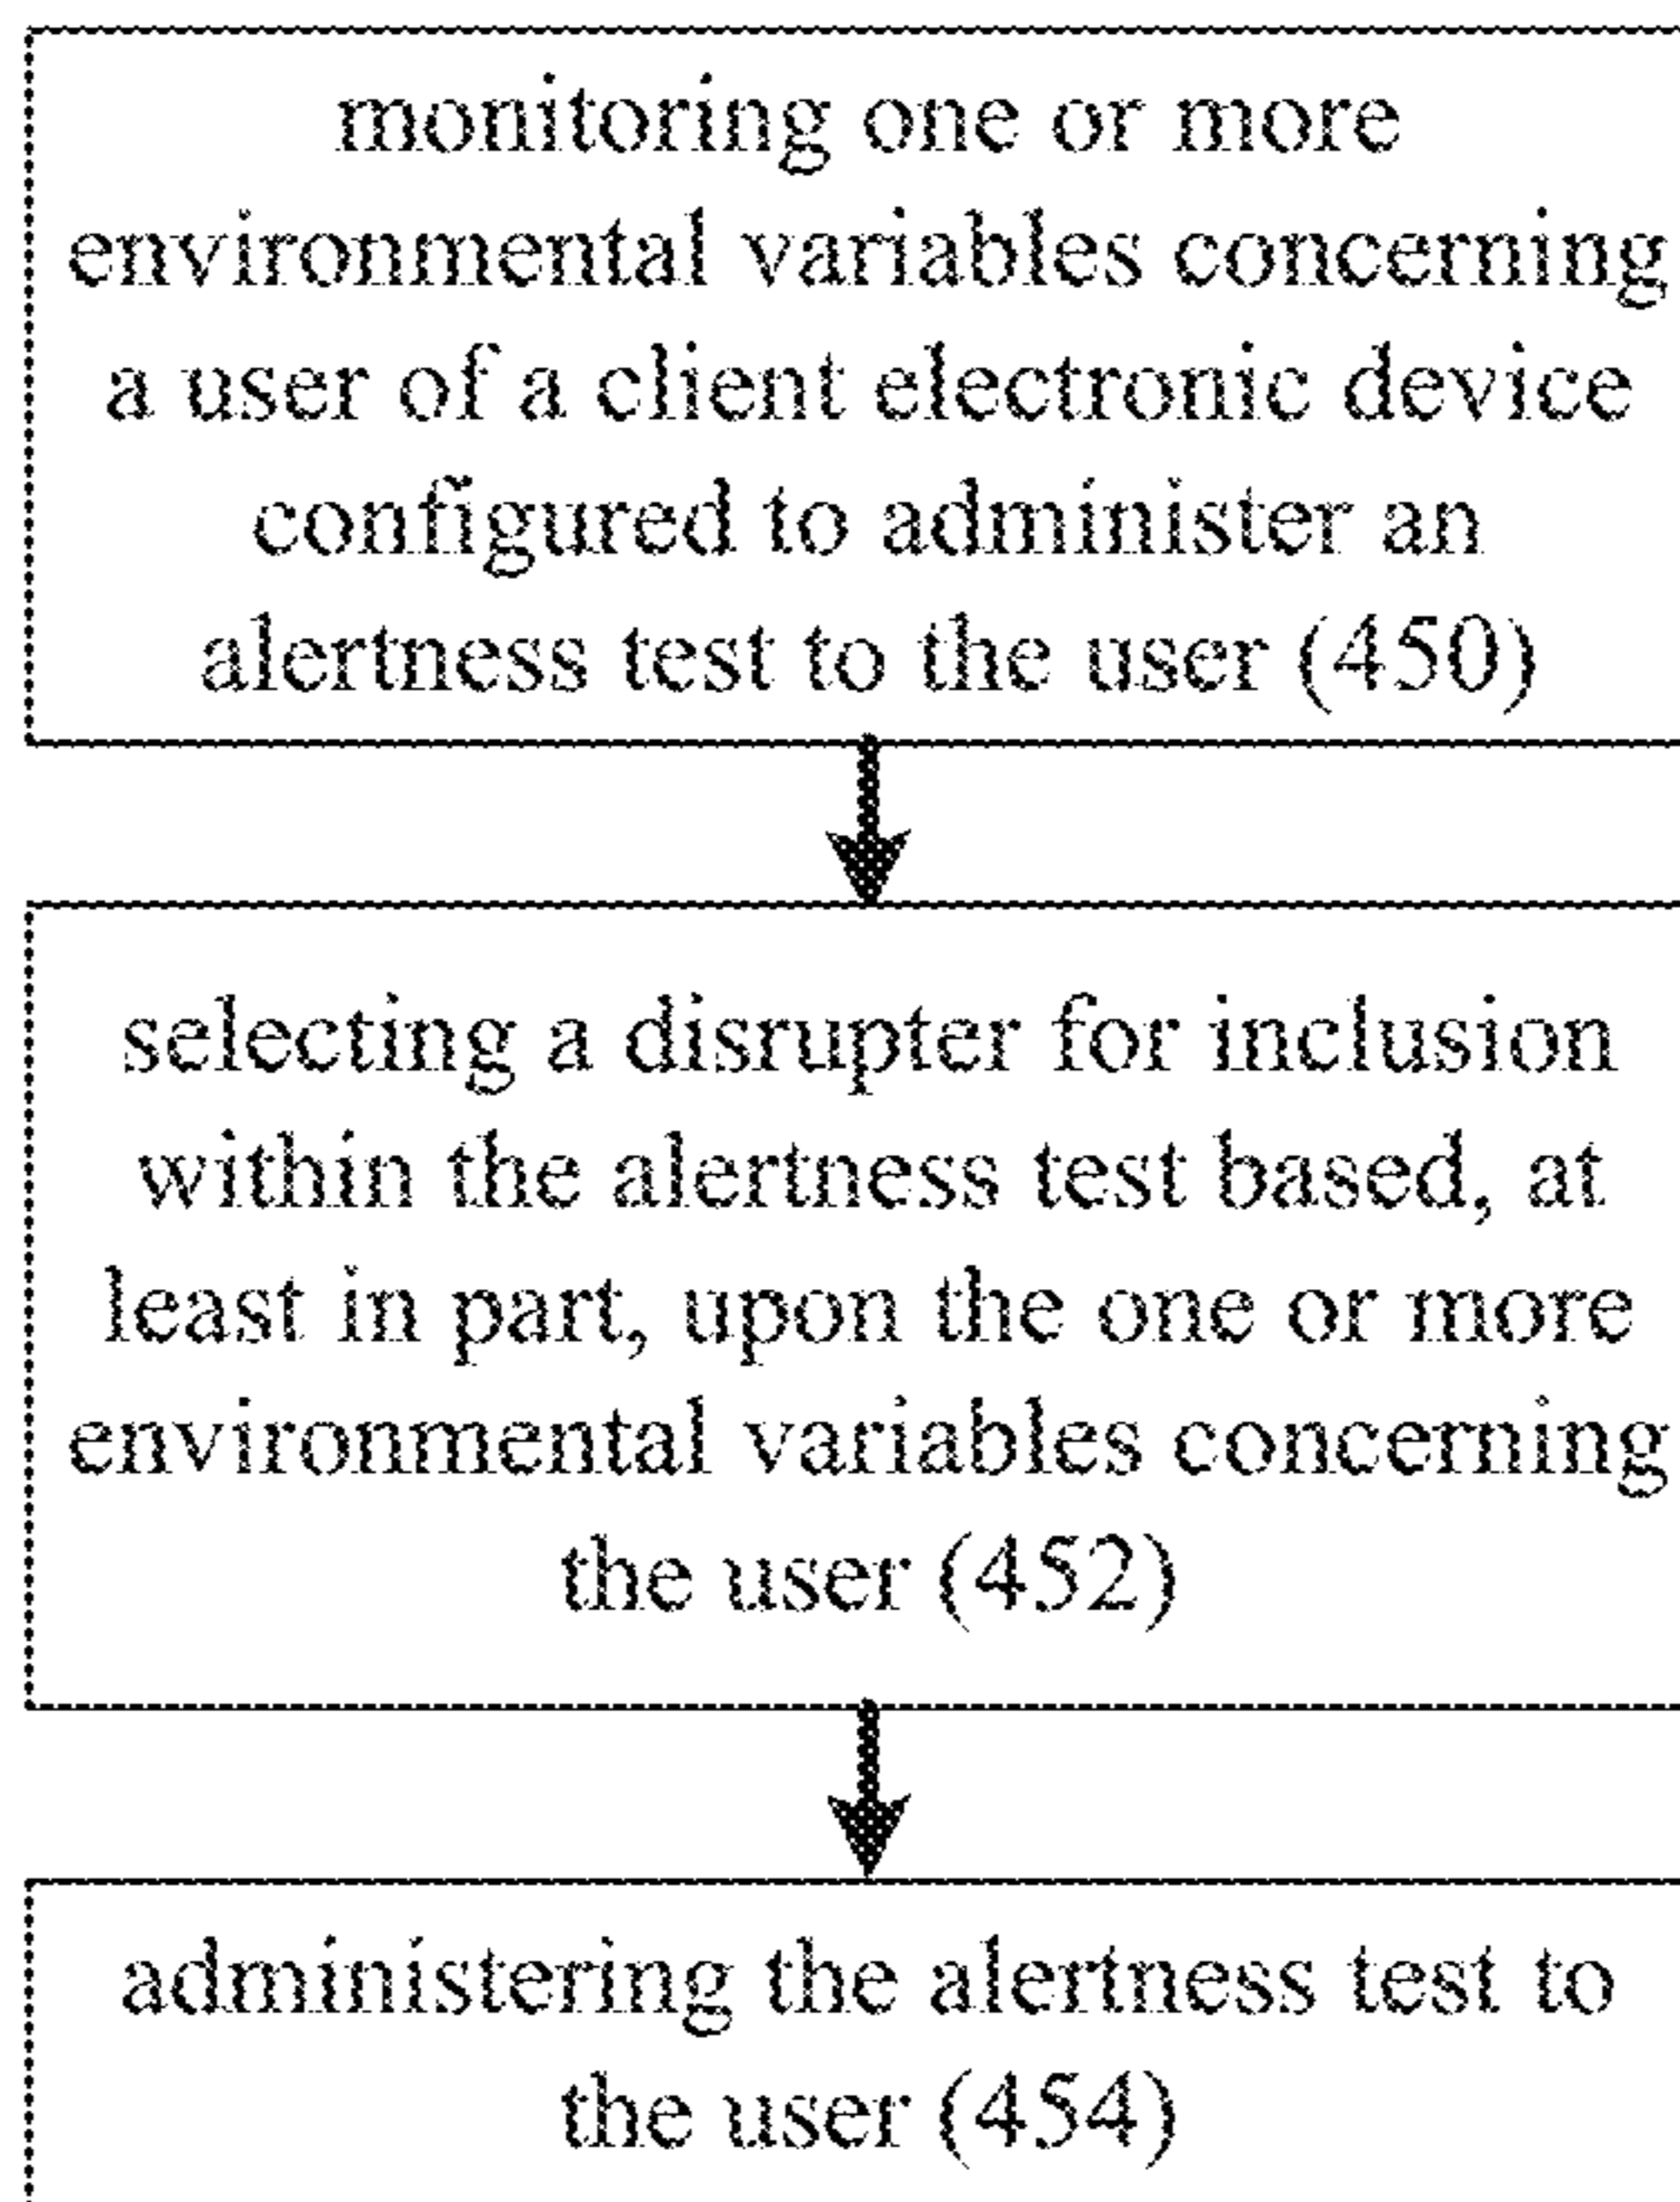 monitoring one or more
environmental variables concerning
a user of a client electronic device
configured to administer an
alertness test to the user (450)
selecting a disrupter for inclusion
within the alertness test based, at
least in part, upon the one or more
environmental variables concerning
the user (452)
administering the alertness test to
the user (454)